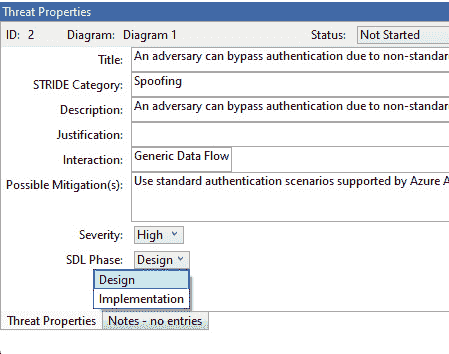 Threat Properties
ID: 2 Diagram: Diagram 1 Status: Not Started
Title: An adversary can bypass authentication due to non-standar
STRIDE Category: Spoofing
Description: An adversary can bypass authentication due to non-standar
Justification:
Interaction: Generic Data Flow
Possible Mitigation(s): Use standard authentication scenarios supported by Azure A
Severity: High
SDL Phase: Design
Design
Implementation
Threat Properties Notes - no entries